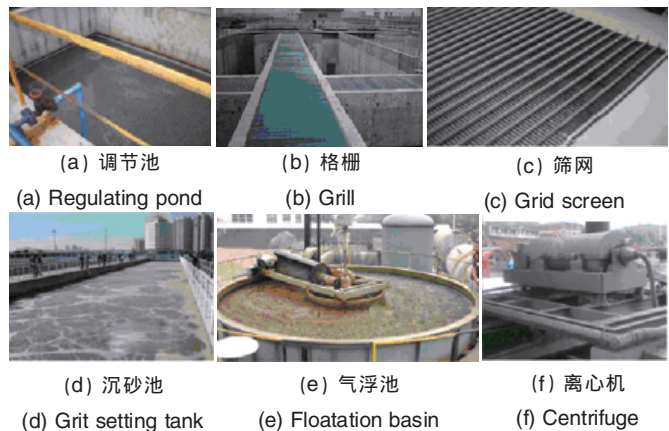 (a) 调节池
(b) 格栅
(c) 筛网
(a) Regulating pond
(b) Grill
(c) Grid screen
(d) 沉砂池
(e) 气浮池
(f) 离心机
(d) Grit setting tank
(e) Floatation basin
(f) Centrifuge